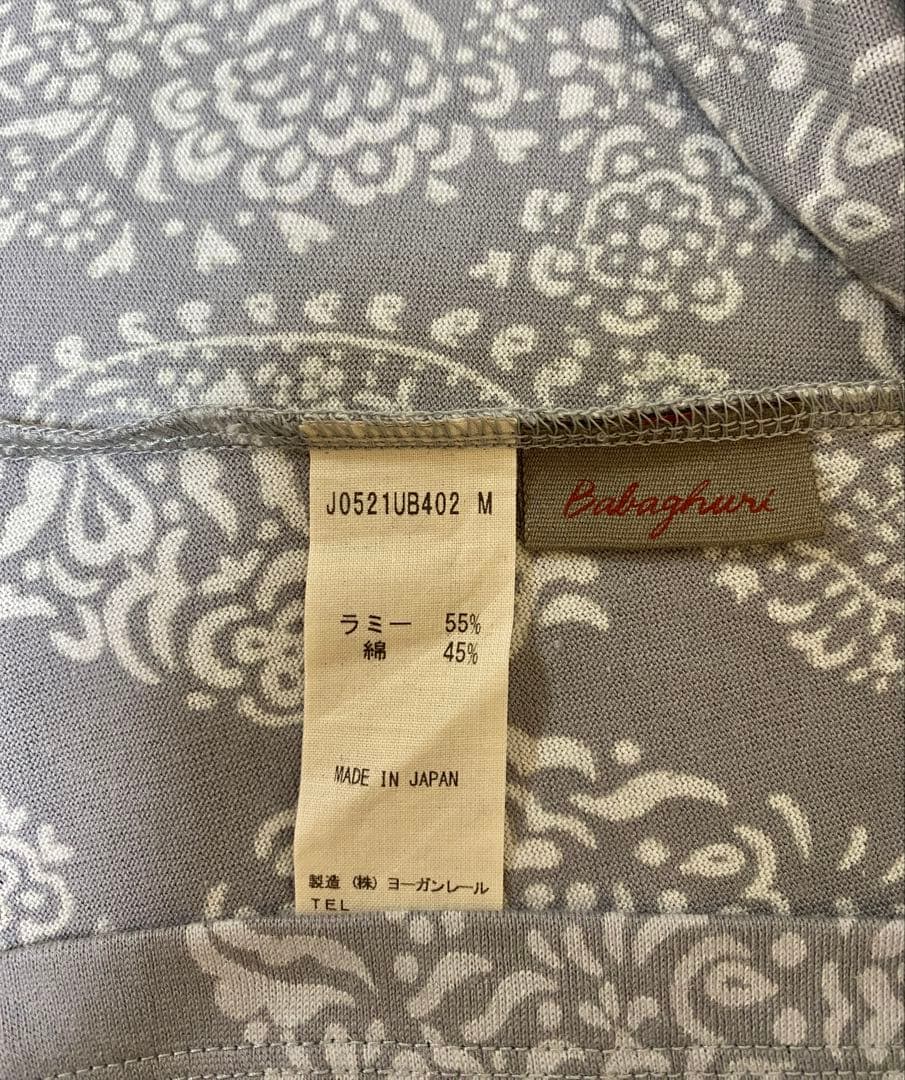 J0521UB402 M
Babaghuri
ラミー 55%
綿 45%
MADE IN JAPAN
製造 (株) ヨーガンレール
TEL